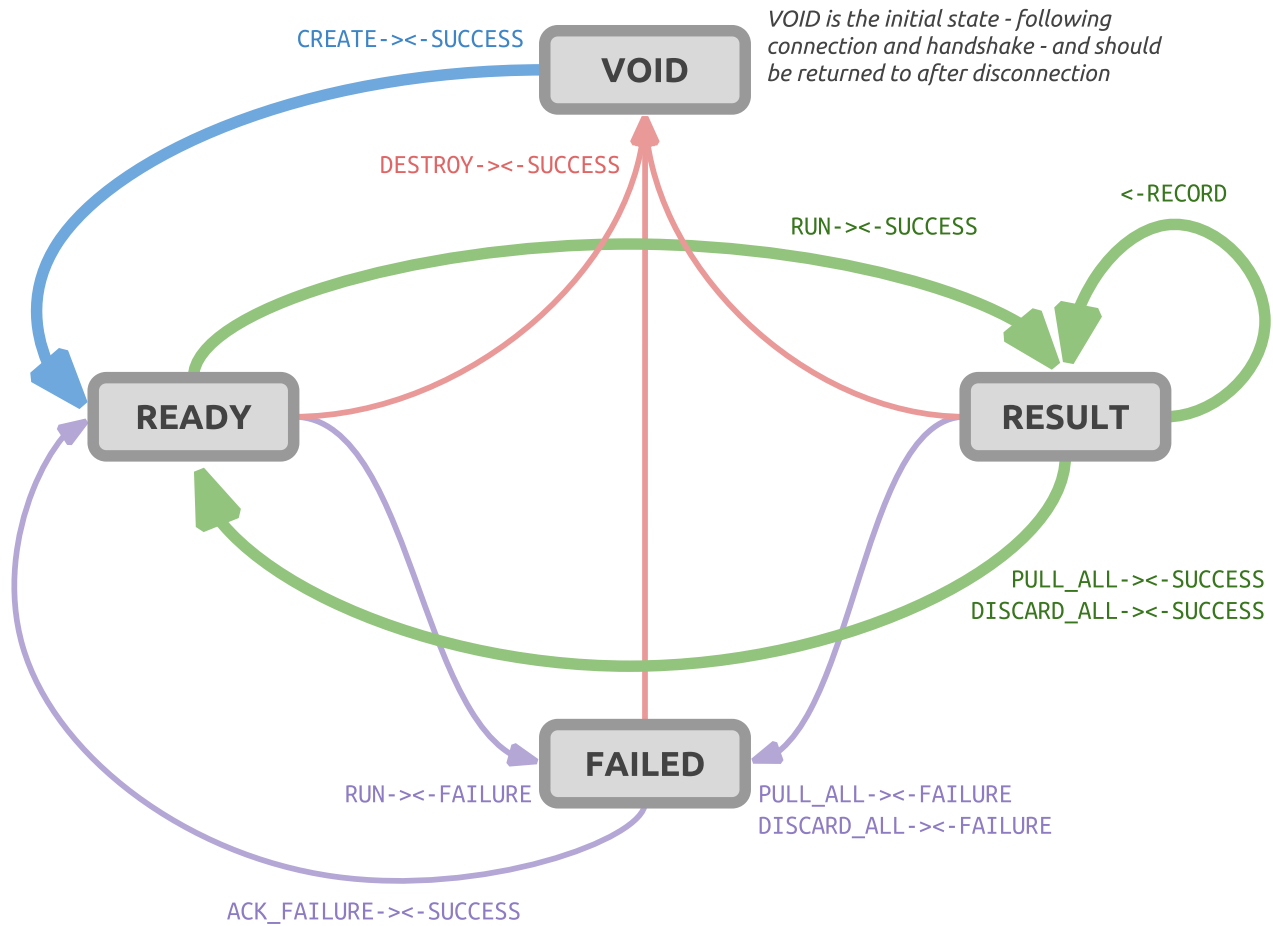 CREATE-><-SUCCESS
VOID
VOID is the initial state - following
connection and handshake - and should
be returned to after disconnection
DESTROY-><-SUCCESS
<-RECORD
RUN-><-SUCCESS
READY
RESULT
PULL_ALL-><-SUCCESS
DISCARD_ALL-><-SUCCESS
FAILED
RUN-><-FAILURE
PULL_ALL-><-FAILURE
DISCARD_ALL-><-FAILURE
ACK_FAILURE-><-SUCCESS